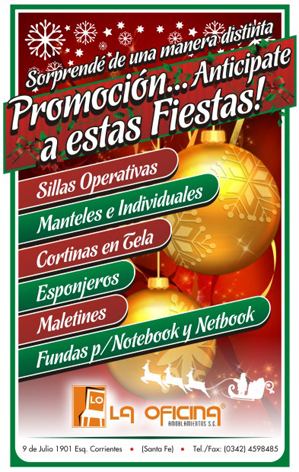 Sorprendé de una manera distinta
Promoción... Anticipate
a estas Fiestas!
Sillas Operativas
Manteles e Individuales
Cortinas en Tela
Esponjeros
Maletines
Fundas p/Notebook y Netbook
LO
LA OFICINA®
AMOBLAMIENTOS S.C.
9 de Julio 1901 Esq. Corrientes • (Santa Fe) • Tel./Fax: (0342) 4598485